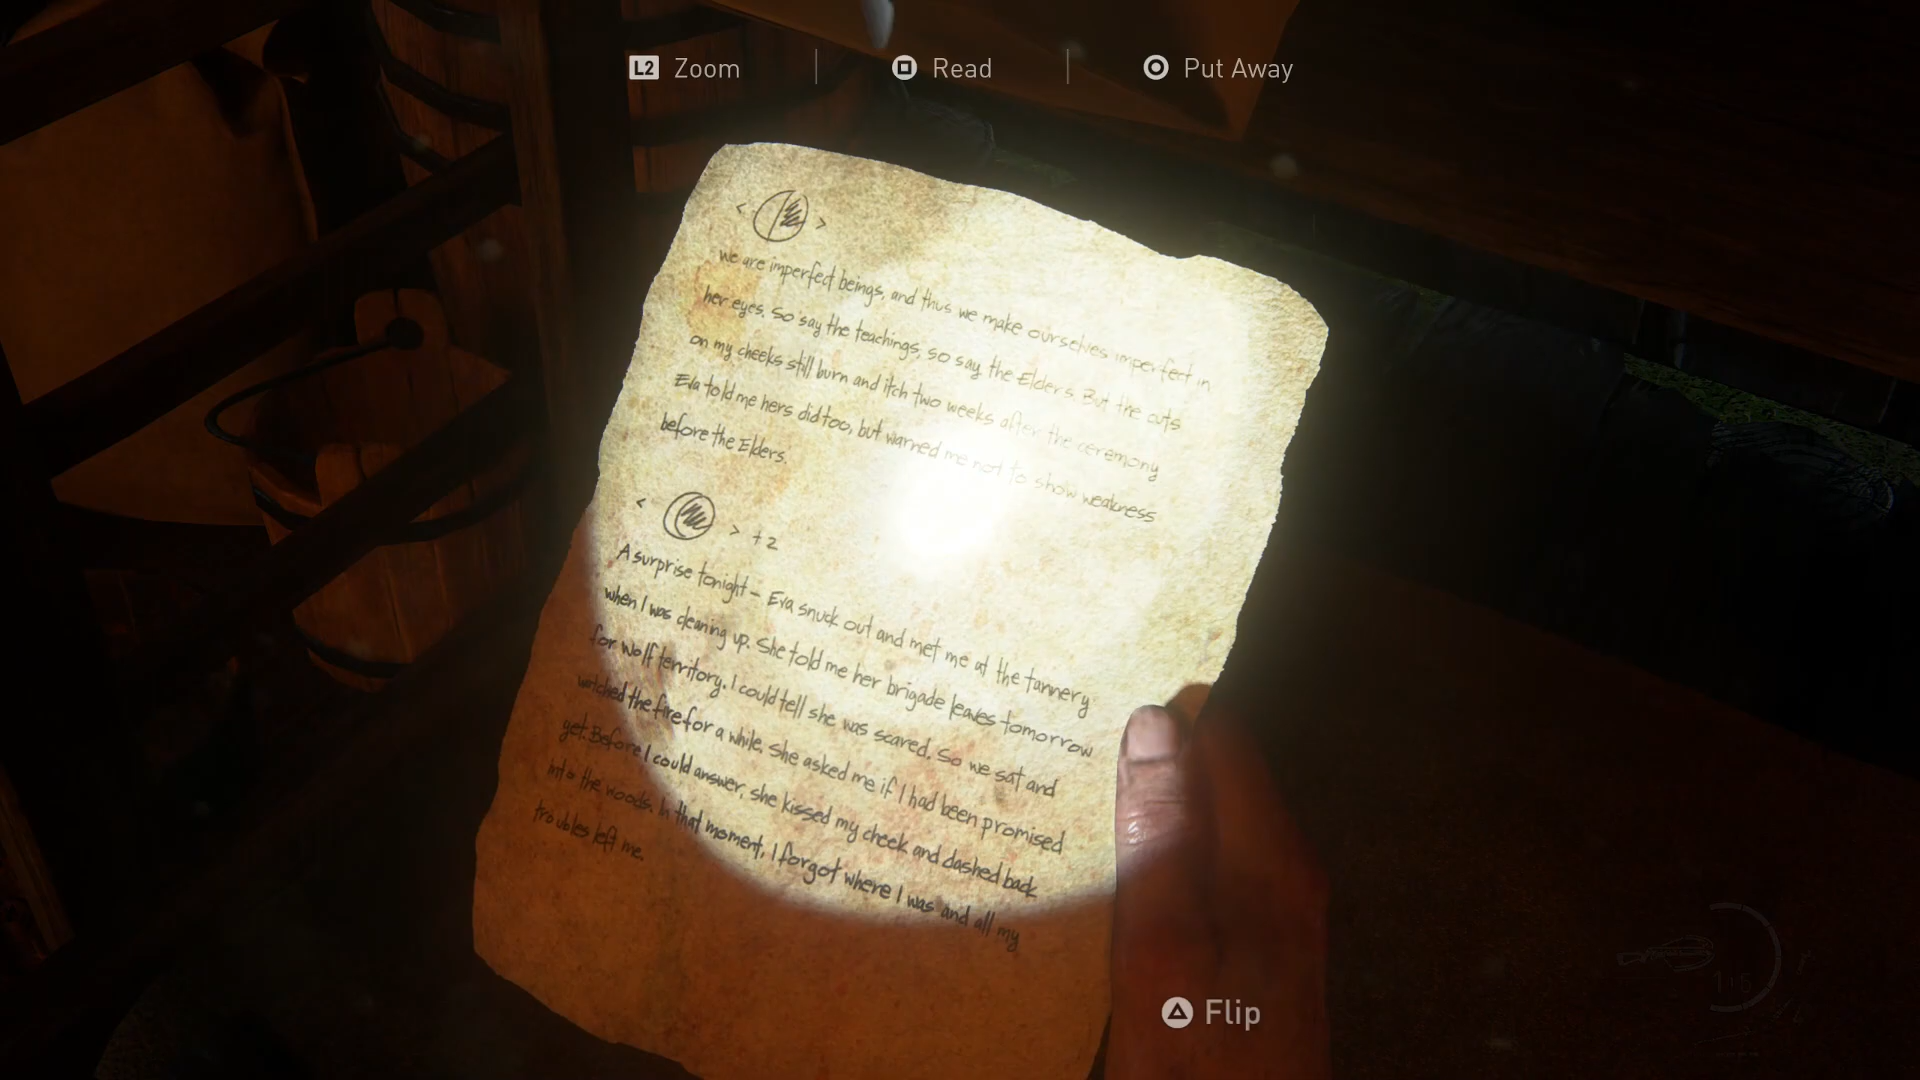 L2 Zoom | Read | Put Away
< >
we are imperfect beings, and thus we make ourselves imperfect in
her eyes. So say the teachings, so say the Elders. But the cuts
on my cheeks still burn and itch two weeks after the ceremony
Eva told me hers did too, but warned me not to show weakness
before the Elders.
< > +2
A surprise tonight - Eva snuck out and met me at the tannery
when I was cleaning up. She told me her brigade leaves tomorrow
for Wolf territory. I could tell she was scared. So we sat and
watched the fire for a while. She asked me if I had been promised
yet. Before I could answer, she kissed my cheek and dashed back
into the woods. In that moment, I forgot where I was and all my
troubles left me.
Flip